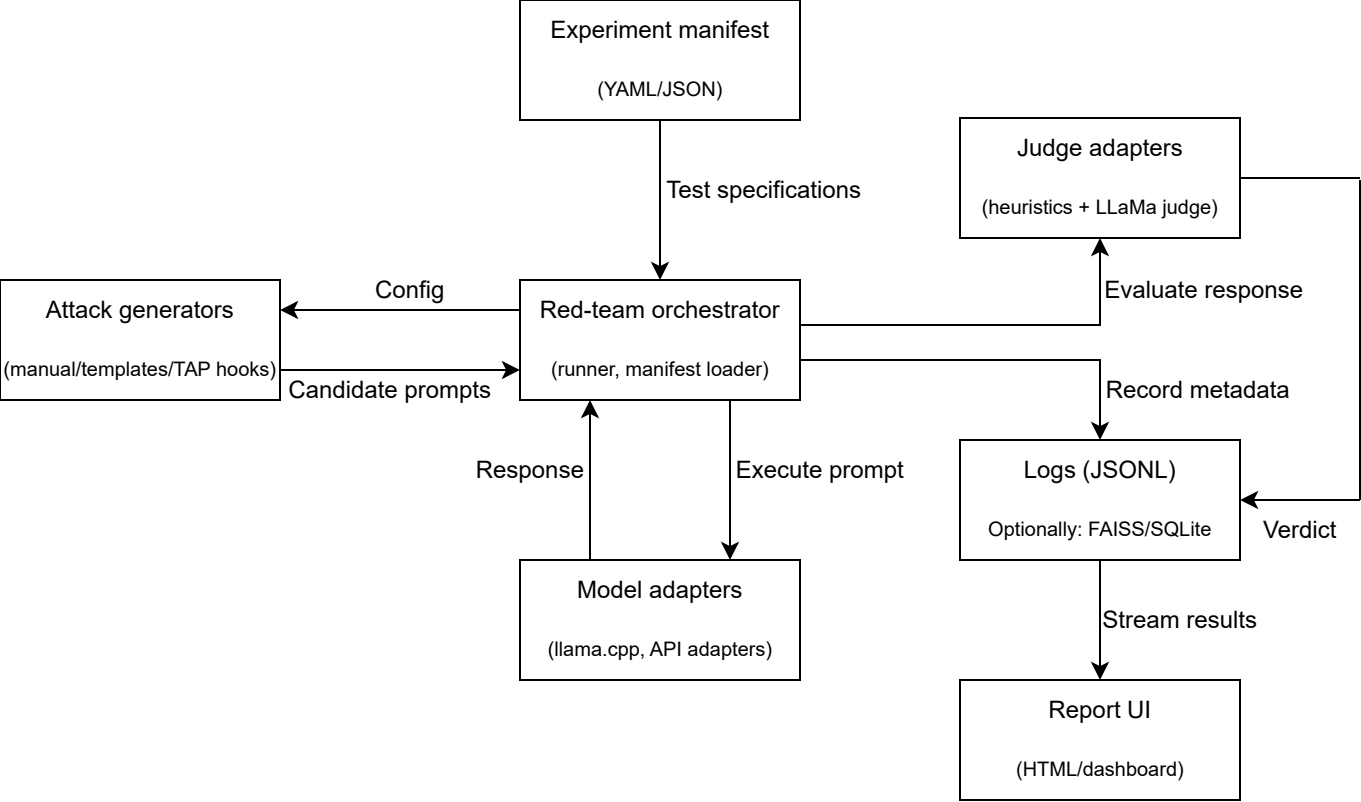 Experiment manifest
(YAML/JSON)
Test specifications
Judge adapters
(heuristics + LLaMa judge)
Attack generators
(manual/templates/TAP hooks)
Config
Candidate prompts
Red-team orchestrator
(runner, manifest loader)
Evaluate response
Record metadata
Response
Execute prompt
Logs (JSONL)
Optionally: FAISS/SQLite
Verdict
Model adapters
(llama.cpp, API adapters)
Stream results
Report UI
(HTML/dashboard)